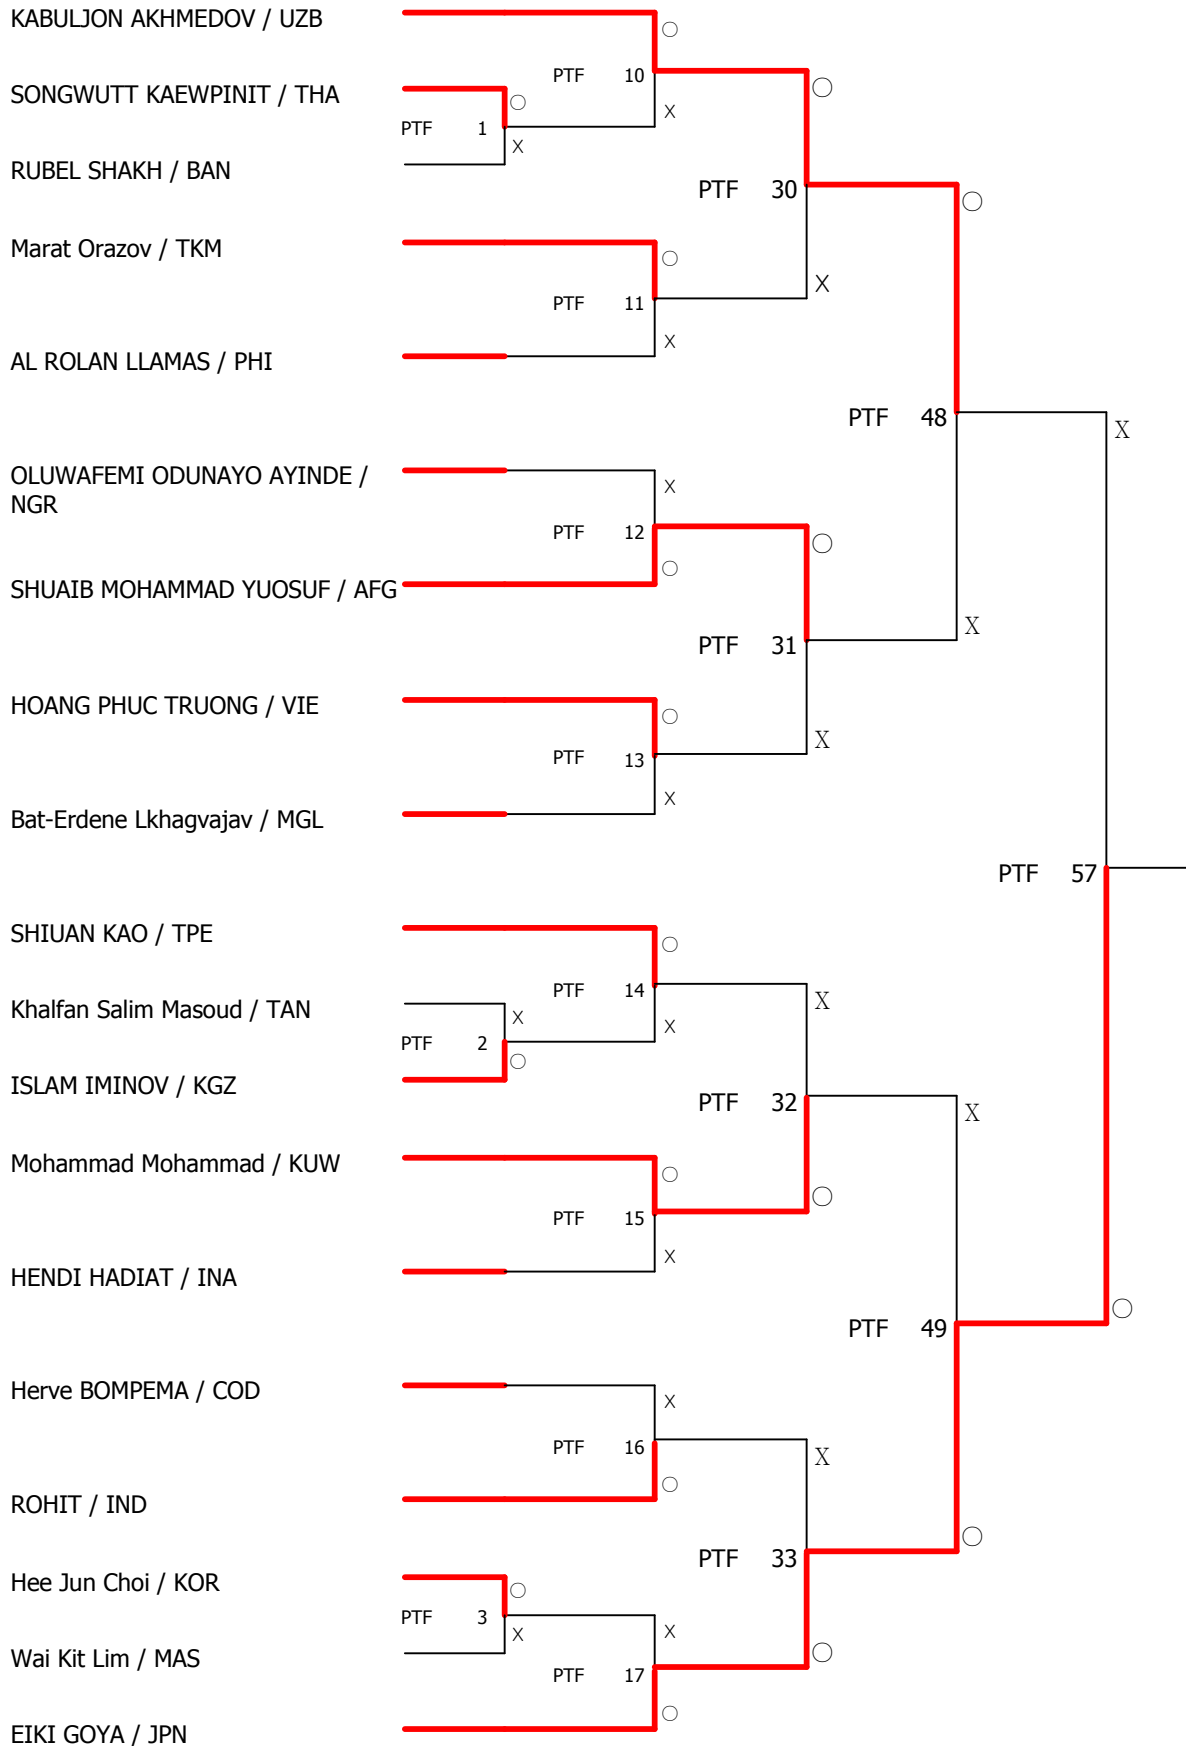 KABULJON AKHMEDOV / UZB
○
PTF 10
SONGWUTT KAEWPINIT / THA
○
○
X
PTF 1
X
RUBEL SHAKH / BAN
PTF 30
○
Marat Orazov / TKM
○
X
PTF 11
X
AL ROLAN LLAMAS / PHI
PTF 48
X
OLUWAFEMI ODUNAYO AYINDE /
NGR
X
PTF 12
○
○
SHUAIB MOHAMMAD YUOSUF / AFG
X
PTF 31
HOANG PHUC TRUONG / VIE
○
X
PTF 13
X
Bat-Erdene Lkhagvajav / MGL
PTF 57
SHIUAN KAO / TPE
○
PTF 14
X
Khalfan Salim Masoud / TAN
X
X
PTF 2
○
ISLAM IMINOV / KGZ
PTF 32
X
Mohammad Mohammad / KUW
○
○
PTF 15
X
HENDI HADIAT / INA
○
PTF 49
Herve BOMPEMA / COD
X
PTF 16
X
○
ROHIT / IND
○
PTF 33
Hee Jun Choi / KOR
○
PTF 3
X
X
Wai Kit Lim / MAS
○
PTF 17
○
EIKI GOYA / JPN